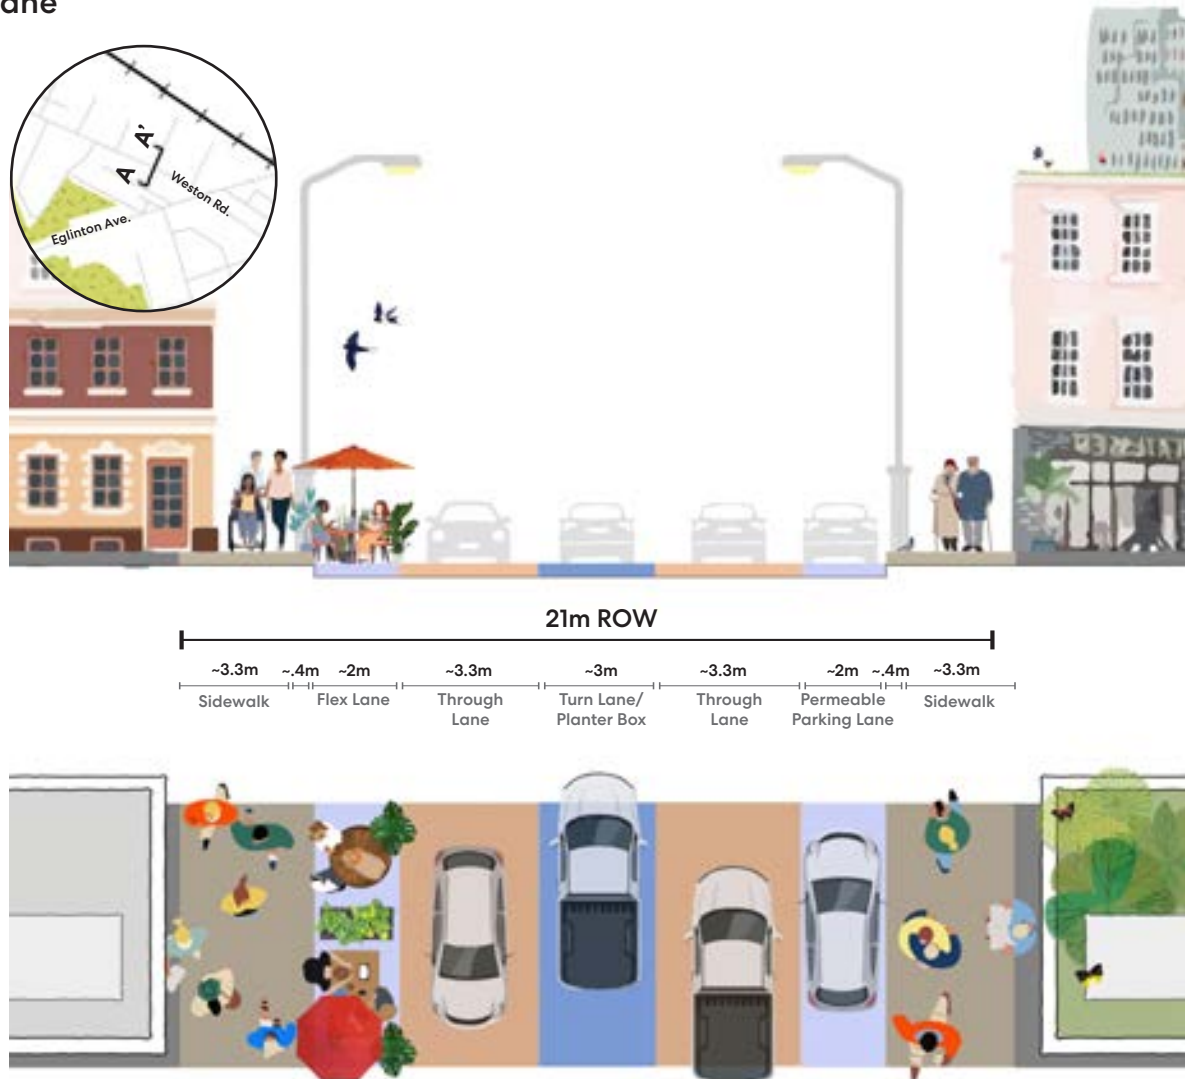 ane
A'
A
Weston Rd.
Eglinton Ave.
21m ROW
~3.3m ~.4m ~2m ~3.3m ~3m ~3.3m ~2m ~.4m ~3.3m
Sidewalk Flex Lane Through Lane Turn Lane/ Planter Box Through Lane Permeable Parking Lane Sidewalk